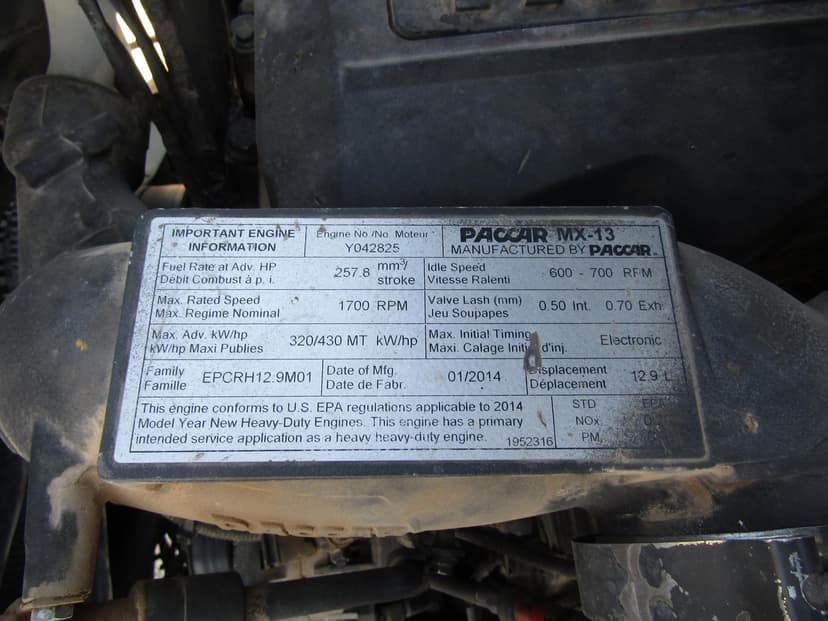 IMPORTANT ENGINE
INFORMATION
Engine No /No. Moteur
Y042825
PACCAR MX-13
MANUFACTURED BY PACCAR
Fuel Rate at Adv. HP
Debit Combust à p. i.
257.8 mm³/
stroke
Idle Speed
Vitesse Ralenti
600 - 700 RPM
Max. Rated Speed
Max. Regime Nominal
1700 RPM
Valve Lash (mm)
Jeu Soupapes
0.50 Int. 0.70 Exh.
Max. Adv. kW/hp
kW/hp Maxi Publies
320/430 MT kW/hp
Max. Initial Timing
Maxi. Calage d'inj.
Electronic
Family
Famille
EPCRH12.9M01
Date of Mfg.
Date de Fabr.
01/2014
Displacement
Déplacement
12.9 L
This engine conforms to U.S. EPA regulations applicable to 2014
Model Year New Heavy-Duty Engines. This engine has a primary
intended service application as a heavy heavy-duty engine.
1952316
STD EPA
NOx
PM